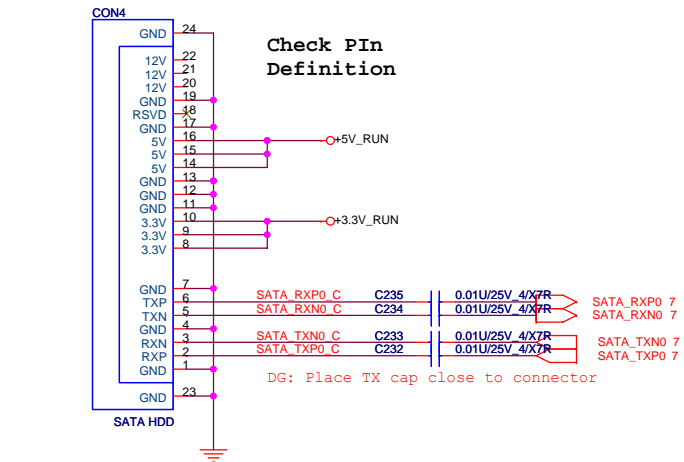 CON4
GND 24
Check PIn
Definition
12V 22
12V 21
12V 20
GND 19
RSVD 18
GND 17
5V 16 +5V_RUN
5V 15
5V 14
GND 13
GND 12
GND 11
3.3V 10 +3.3V_RUN
3.3V 9
3.3V 8
GND 7
TXP 6 SATA_RXP0_C C235 0.01U/25V_4/X7R SATA_RXP0 7
TXN 5 SATA_RXN0_C C234 0.01U/25V_4/X7R SATA_RXN0 7
GND 4
RXN 3 SATA_TXN0_C C233 0.01U/25V_4/X7R SATA_TXN0 7
RXP 2 SATA_TXP0_C C232 0.01U/25V_4/X7R SATA_TXP0 7
GND 1
DG: Place TX cap close to connector
GND 23
SATA HDD